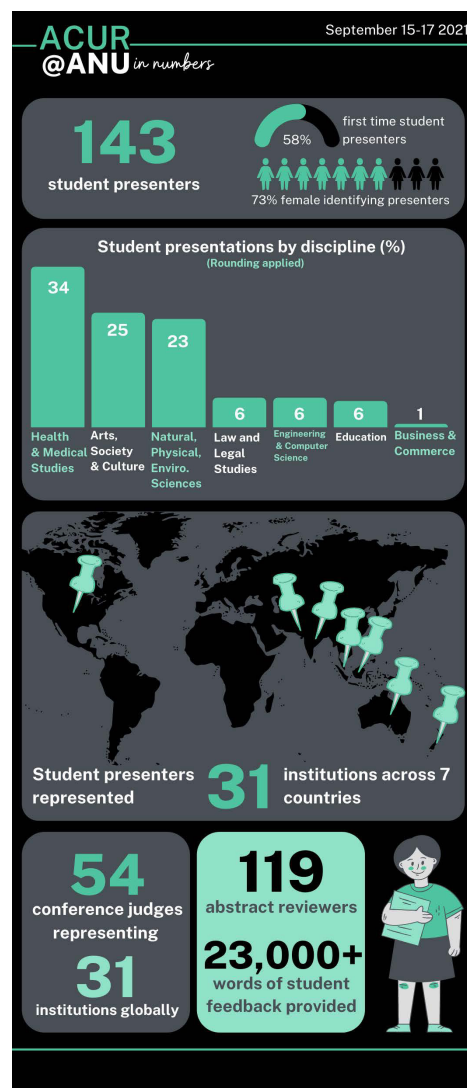 ACUR
@ANU in numbers
September 15-17 2021
143
student presenters
58%
first time student
presenters
73% female identifying presenters
Student presentations by discipline (%)
(Rounding applied)
34
25
23
6
6
6
1
Health
& Medical
Studies
Arts,
Society
& Culture
Natural,
Physical,
Enviro.
Sciences
Law and
Legal
Studies
Engineering
& Computer
Science
Education
Business &
Commerce
Student presenters
represented
31
institutions across 7
countries
54
conference judges
representing
31
institutions globally
119
abstract reviewers
23,000+
words of student
feedback provided